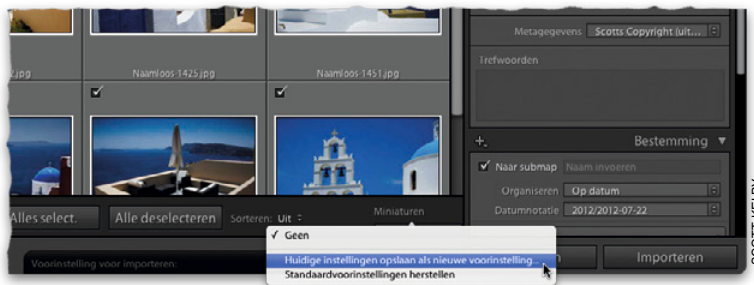 Metagegevens Scotts Copyright (uit...
Trefwoorden
.jpg Naamloos-1425.jpg Naamloos-1451.jpg
Bestemming
Naar submap Naam invoeren
Organiseren Op datum
Datumnotatie 2012/2012-07-22
Alles select. Alle deselecteren Sorteren: Uit Miniaturen
✓ Geen
Voorinstelling voor importeren: Huidige instellingen opslaan als nieuwe voorinstelling... Importeren
Standaardvoorinstellingen herstellen
SCOTT KELBY